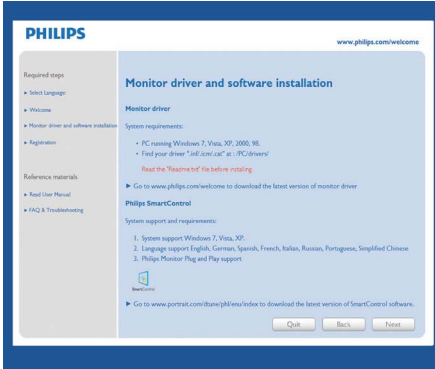 PHILIPS
www.philips.com/welcome
Required steps
Select Language
Welcome
Monitor driver and software installation
Registration
Reference materials
Read User Manual
FAQ & Troubleshooting
Monitor driver and software installation
Monitor driver
System requirements:
• PC running Windows 7, Vista, XP, 2000, 98.
• Find your driver ".inf/.icm/.cat" at : /PC/drivers/
Read the "Readme.txt" file before installing.
Go to www.philips.com/welcome to download the latest version of monitor driver
Philips SmartControl
System support and requirements:
1. System support Windows 7, Vista, XP.
2. Language support English, German, Spanish, French, Italian, Russian, Portuguese, Simplified Chinese
3. Philips Monitor Plug and Play support
SmartControl
Go to www.portrait.com/dtune/phl/enu/index to download the latest version of SmartControl software.
Quit
Back
Next